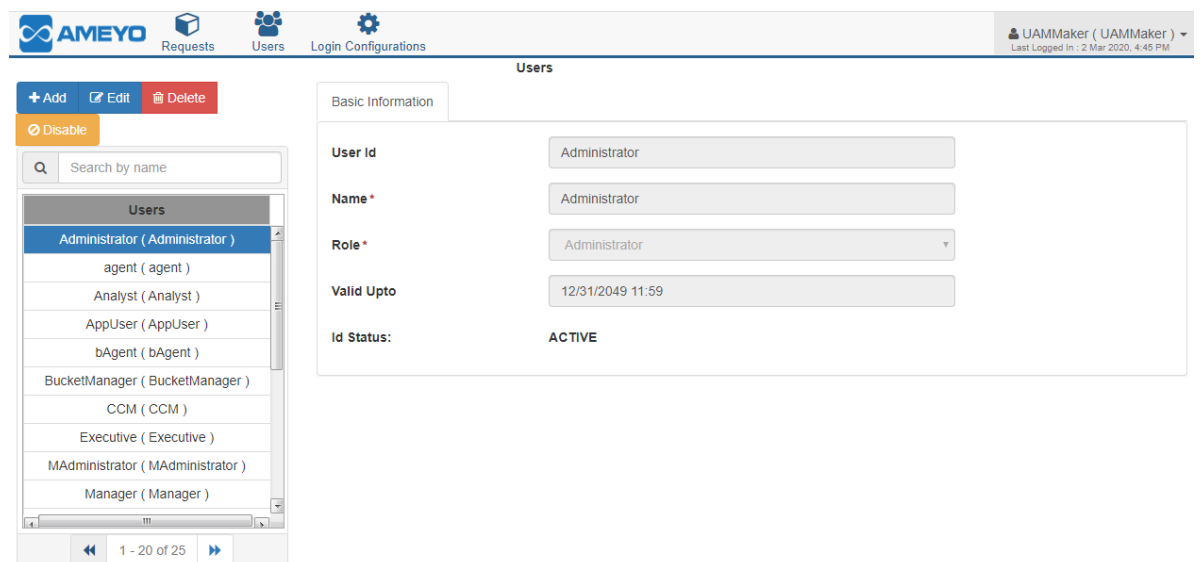 AMEYO
Requests
Users
Login Configurations
UAMMaker ( UAMMaker )
Last Logged In : 2 Mar 2020, 4:45 PM
Users
Add
Edit
Delete
Disable
Search by name
Users
Administrator ( Administrator )
agent ( agent )
Analyst ( Analyst )
AppUser ( AppUser )
bAgent ( bAgent )
BucketManager ( BucketManager )
CCM ( CCM )
Executive ( Executive )
MAdministrator ( MAdministrator )
Manager ( Manager )
1 - 20 of 25
Basic Information
User Id
Administrator
Name*
Administrator
Role*
Administrator
Valid Upto
12/31/2049 11:59
Id Status:
ACTIVE